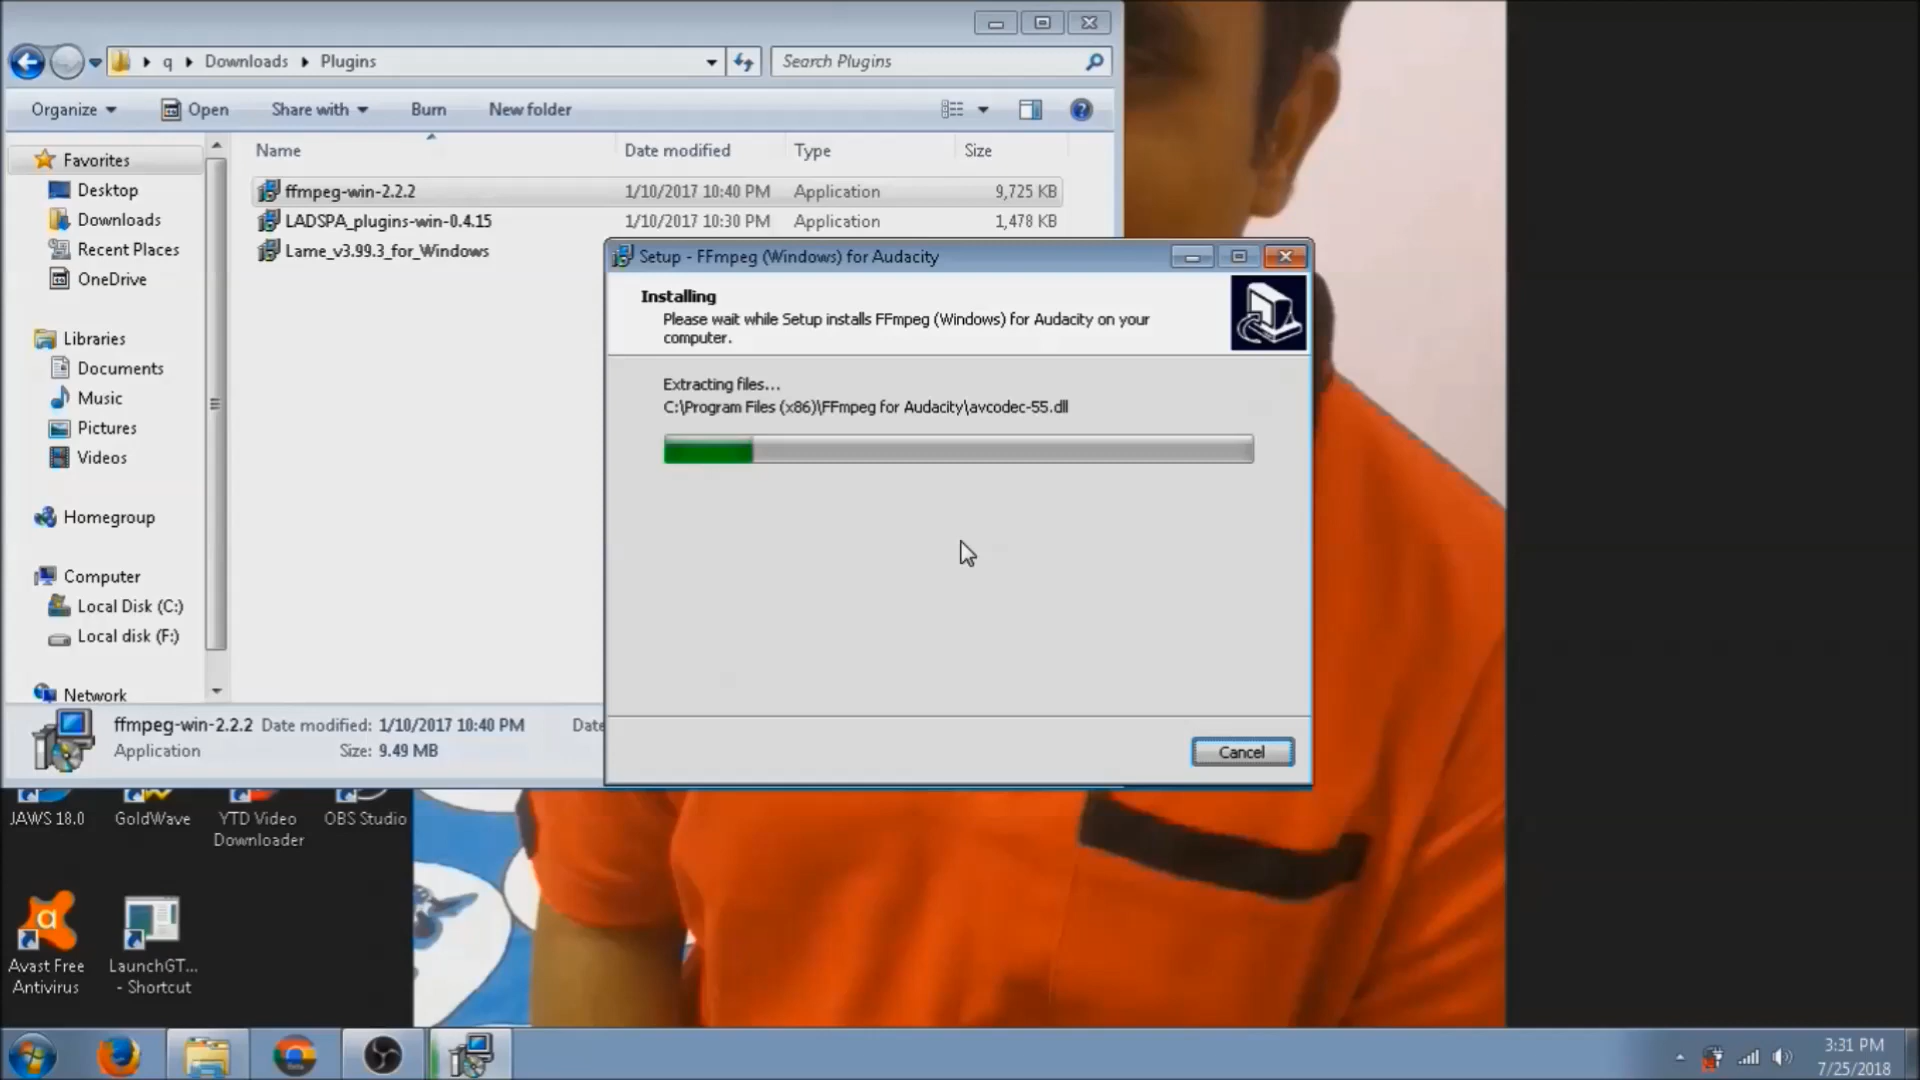 q Downloads Plugins
Search Plugins
Organize Open Share with Burn New folder
Name Date modified Type Size
ffmpeg-win-2.2.2 1/10/2017 10:40 PM Application 9,725 KB
LADSPA_plugins-win-0.4.15 1/10/2017 10:30 PM Application 1,478 KB
Lame_v3.99.3_for_Windows
Favorites
Desktop
Downloads
Recent Places
OneDrive
Libraries
Documents
Music
Pictures
Videos
Homegroup
Computer
Local Disk (C:)
Local disk (F:)
Network
ffmpeg-win-2.2.2 Date modified: 1/10/2017 10:40 PM Date
Application Size: 9.49 MB
Setup - FFmpeg (Windows) for Audacity
Installing
Please wait while Setup installs FFmpeg (Windows) for Audacity on your
computer.
Extracting files...
C:\Program Files (x86)\FFmpeg for Audacity\avcodec-55.dll
Cancel
JAWS 18.0
GoldWave
YTD Video
Downloader
OBS Studio
Avast Free
Antivirus
LaunchGT...
- Shortcut
3:31 PM
7/25/2018